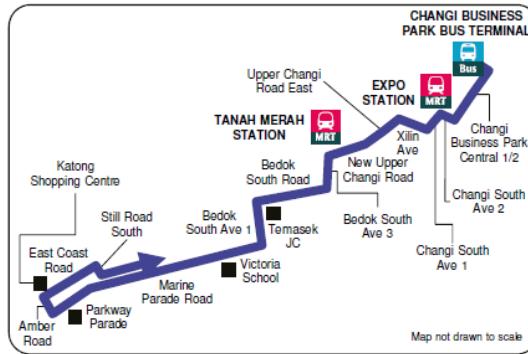 CHANGI BUSINESS
PARK BUS TERMINAL
Bus
Upper Changi
Road East
EXPO
STATION
MRT
TANAH MERAH
STATION
MRT
Xilin
Ave
Changi
Business Park
Central 1/2
Katong
Shopping Centre
Bedok
South Road
New Upper
Changi Road
Changi South
Ave 2
Still Road
South
Bedok
South Ave 1
Temasek
JC
Bedok South
Ave 3
Changi South
Ave 1
East Coast
Road
Victoria
School
Marine
Parade Road
Amber
Road
Parkway
Parade
Map not drawn to scale